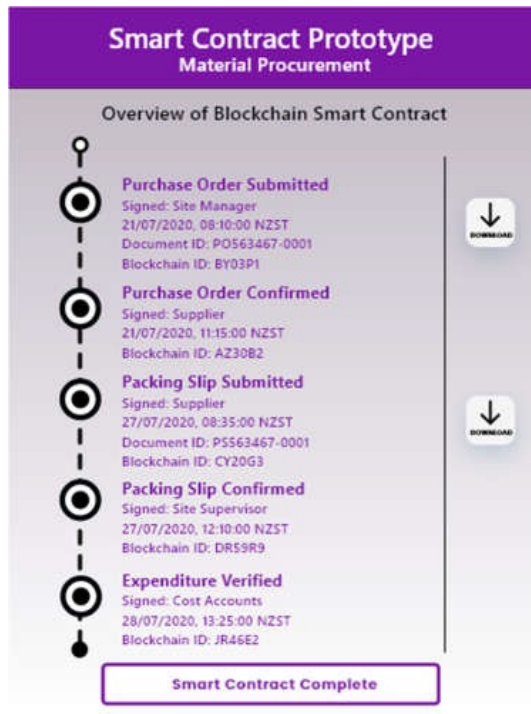 Smart Contract Prototype
Material Procurement
Overview of Blockchain Smart Contract
Purchase Order Submitted
Signed: Site Manager
21/07/2020, 08:10:00 NZST
Document ID: PO563467-0001
Blockchain ID: BY03P1
DOWNLOAD
Purchase Order Confirmed
Signed: Supplier
21/07/2020, 11:15:00 NZST
Blockchain ID: AZ30B2
Packing Slip Submitted
Signed: Supplier
27/07/2020, 08:35:00 NZST
Document ID: PS563467-0001
Blockchain ID: CY20G3
DOWNLOAD
Packing Slip Confirmed
Signed: Site Supervisor
27/07/2020, 12:10:00 NZST
Blockchain ID: DR59R9
Expenditure Verified
Signed: Cost Accounts
28/07/2020, 13:25:00 NZST
Blockchain ID: JR46E2
Smart Contract Complete